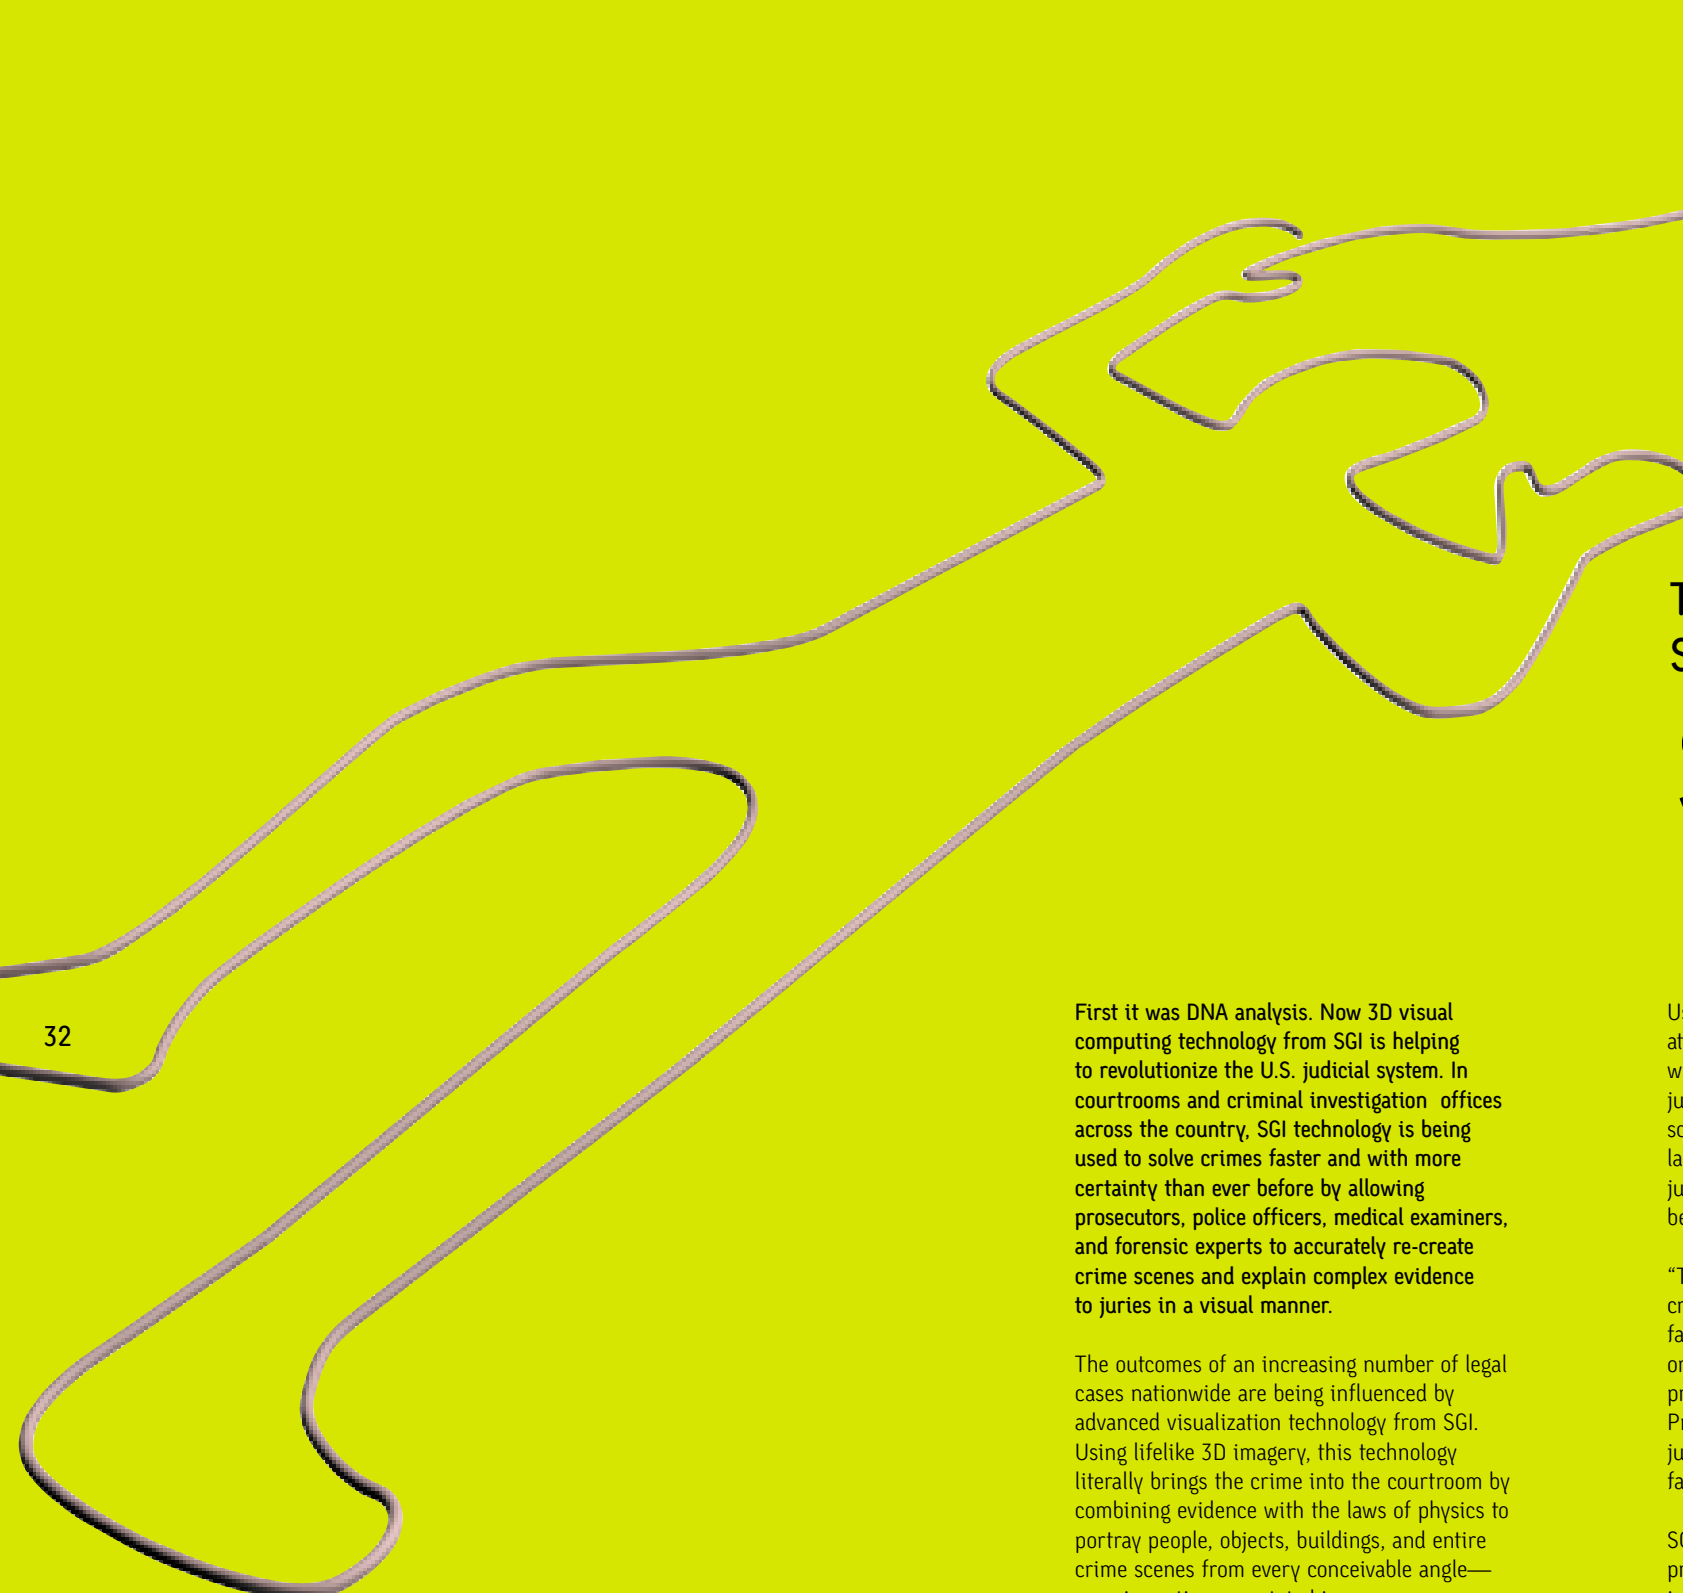 32
First it was DNA analysis. Now 3D visual
computing technology from SGI is helping
to revolutionize the U.S. judicial system. In
courtrooms and criminal investigation  offices
across the country, SGI technology is being
used to solve crimes faster and with more
certainty than ever before by allowing
prosecutors, police officers, medical examiners,
and forensic experts to accurately re-create
crime scenes and explain complex evidence
to juries in a visual manner.
The outcomes of an increasing number of legal
cases nationwide are being influenced by
advanced visualization technology from SGI.
Using lifelike 3D imagery, this technology
literally brings the crime into the courtroom by
combining evidence with the laws of physics to
portray people, objects, buildings, and entire
crime scenes from every conceivable angle—